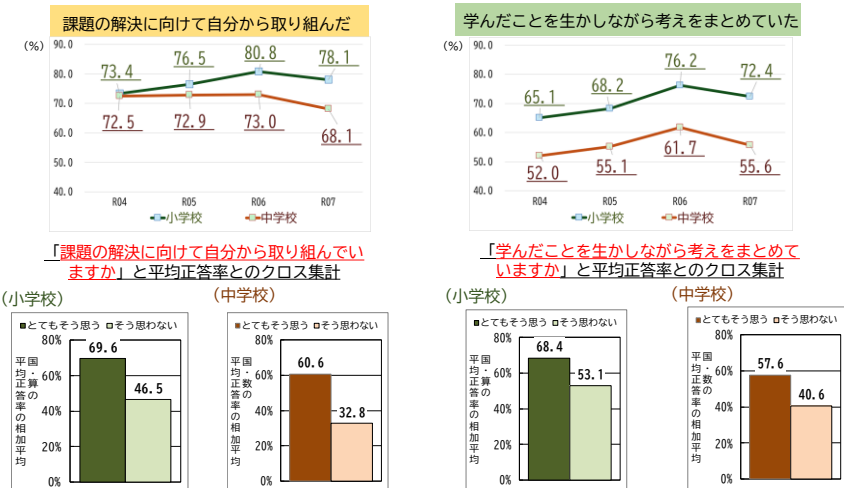 課題の解決に向けて自分から取り組んだ
(%)
90.0
80.0
70.0
60.0
50.0
40.0
73.4
76.5
80.8
78.1
72.5
72.9
73.0
68.1
R04
R05
R06
R07
小学校
中学校
学んだことを生かしながら考えをまとめていた
(%)
90.0
80.0
70.0
60.0
50.0
40.0
65.1
68.2
76.2
72.4
52.0
55.1
61.7
55.6
R04
R05
R06
R07
小学校
中学校
「課題の解決に向けて自分から取り組んでい
ますか」と平均正答率とのクロス集計
(小学校)
とてもそう思う
そう思わない
国・算の
平均正答率の相加平均
80%
60%
40%
20%
0%
69.6
46.5
(中学校)
とてもそう思う
そう思わない
国・数の
平均正答率の相加平均
80%
60%
40%
20%
0%
60.6
32.8
「学んだことを生かしながら考えをまとめて
いますか」と平均正答率とのクロス集計
(小学校)
とてもそう思う
そう思わない
国・算の
平均正答率の相加平均
80%
60%
40%
20%
0%
68.4
53.1
(中学校)
とてもそう思う
そう思わない
国・数の
平均正答率の相加平均
80%
60%
40%
20%
0%
57.6
40.6